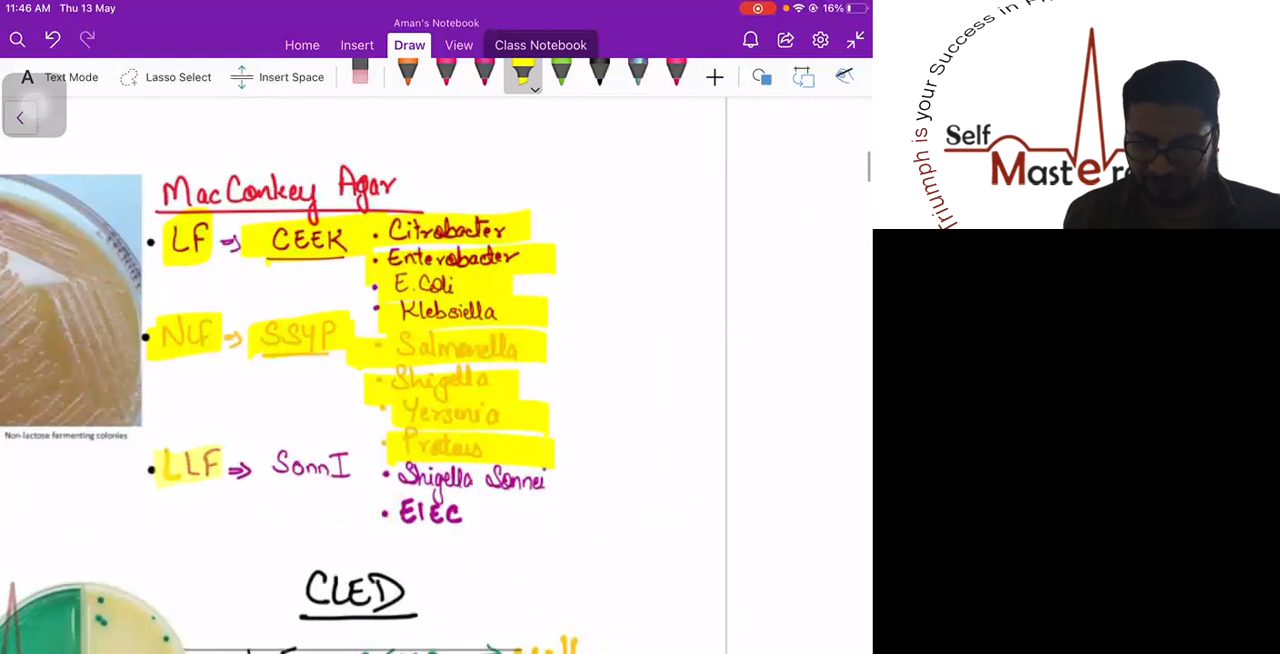 11:46 AM Thu 13 May
16%
Aman's Notebook
Home Insert Draw View Class Notebook
A Text Mode Lasso Select Insert Space
Triumph is your Success in
Self
Mastere
MacConkey Agar
• LF ⇒ CEEK • Citrobacter
• Enterobacter
• E.Coli
• Klebsiella
• NLF ⇒ SSYP • Salmonella
• Shigella
• Yersenia
• Proteus
Non-lactose fermenting colonies
• LLF ⇒ SonnI • Shigella Sonnei
• EIEC
CLED